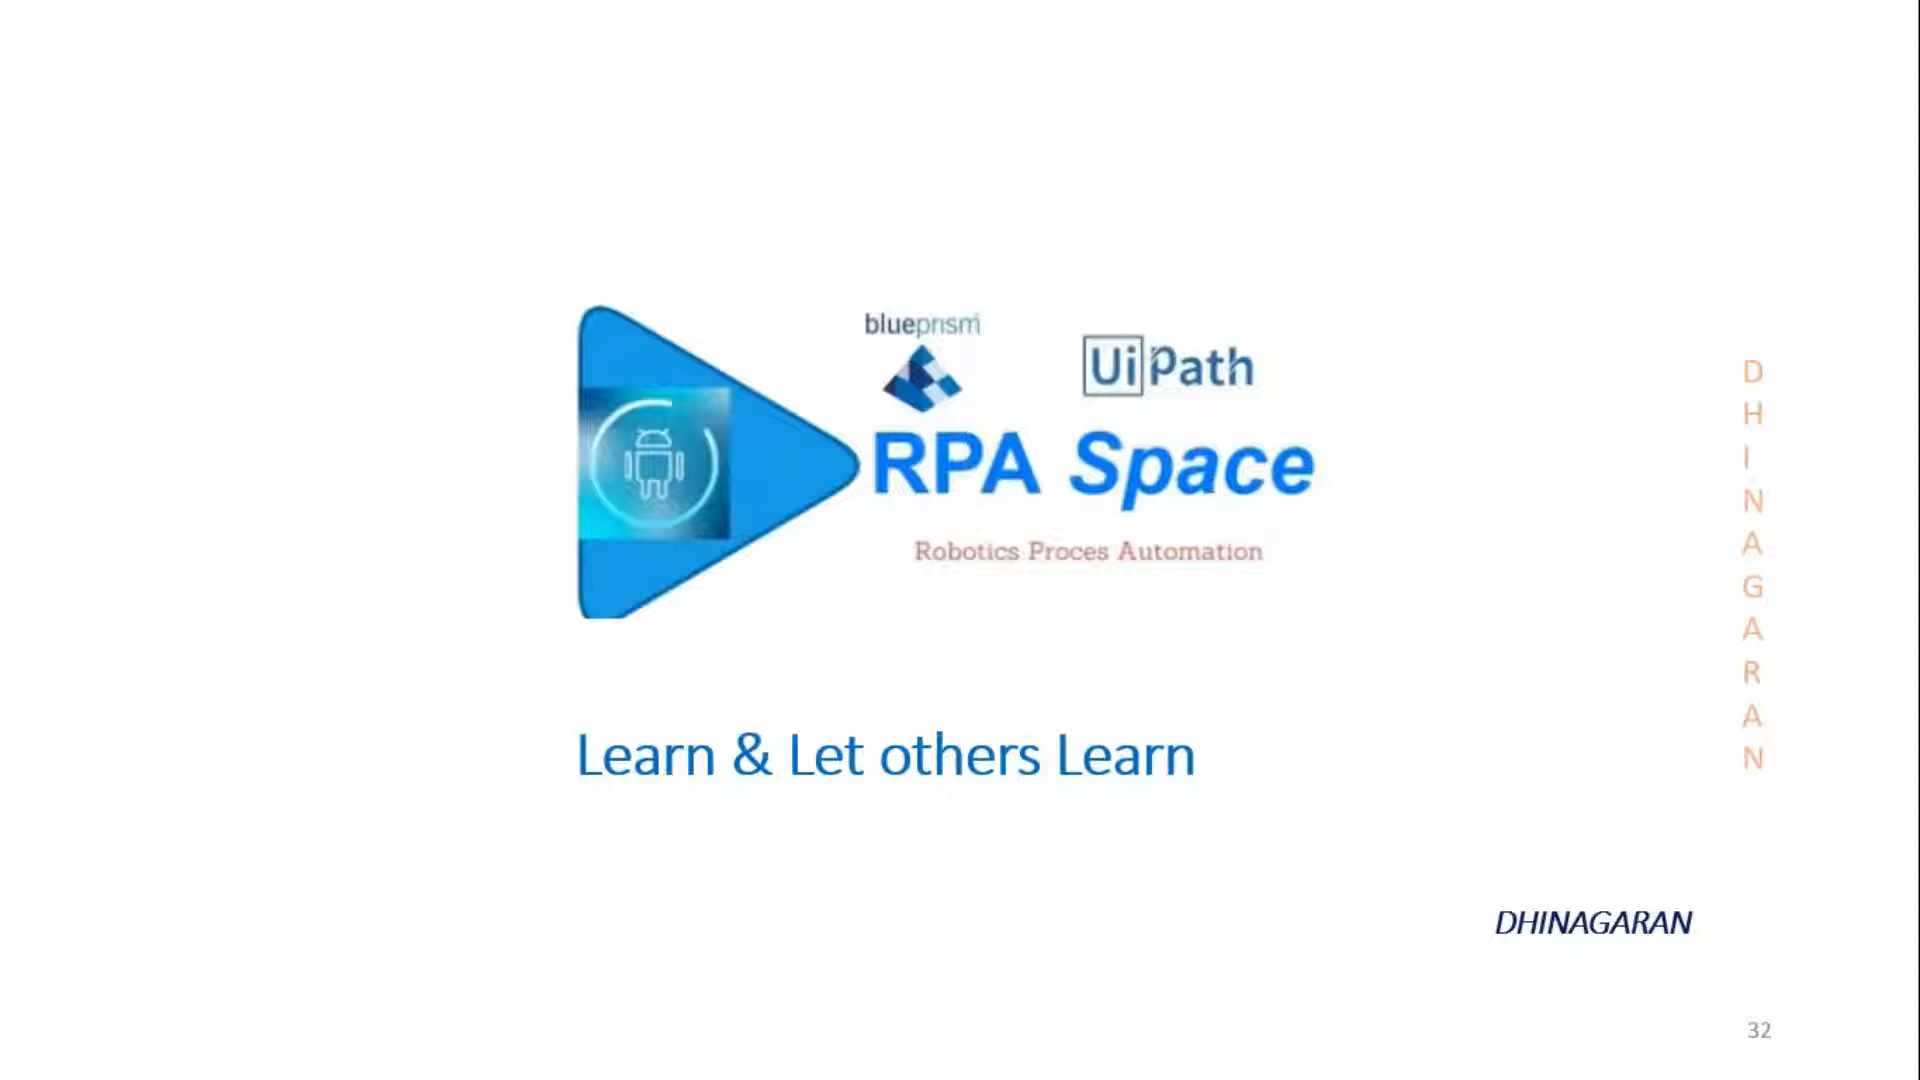 blueprism
UiPath
RPA Space
Robotics Proces Automation
Learn & Let others Learn
D
H
I
N
A
G
A
R
A
N
DHINAGARAN
32